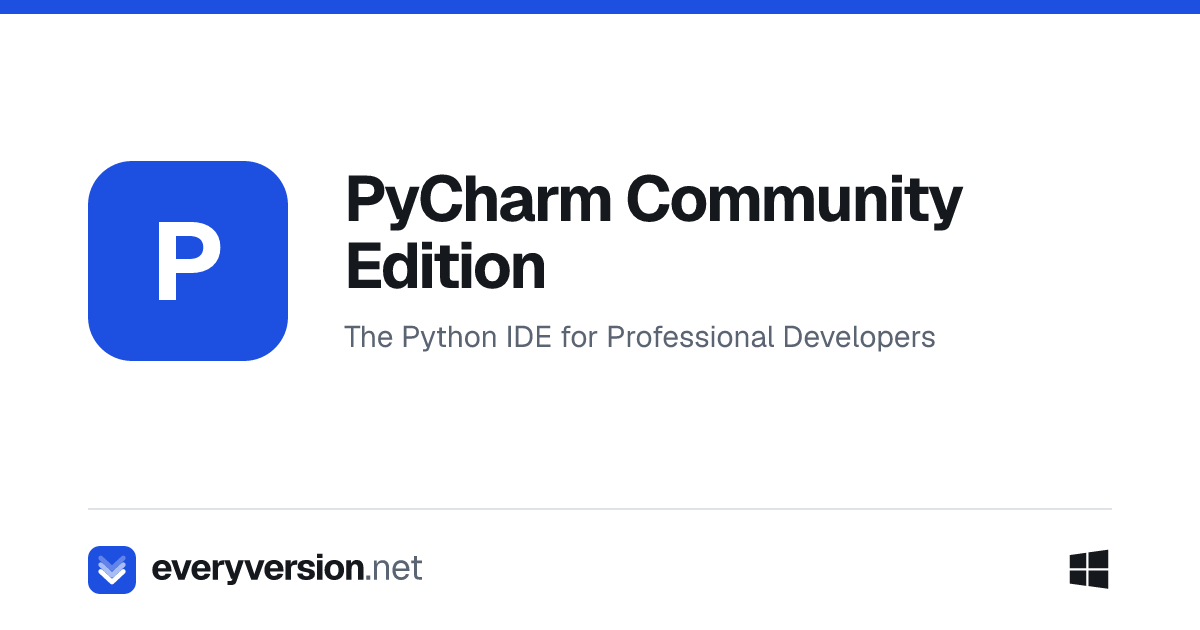 P
PyCharm Community
Edition
The Python IDE for Professional Developers
everyversion.net